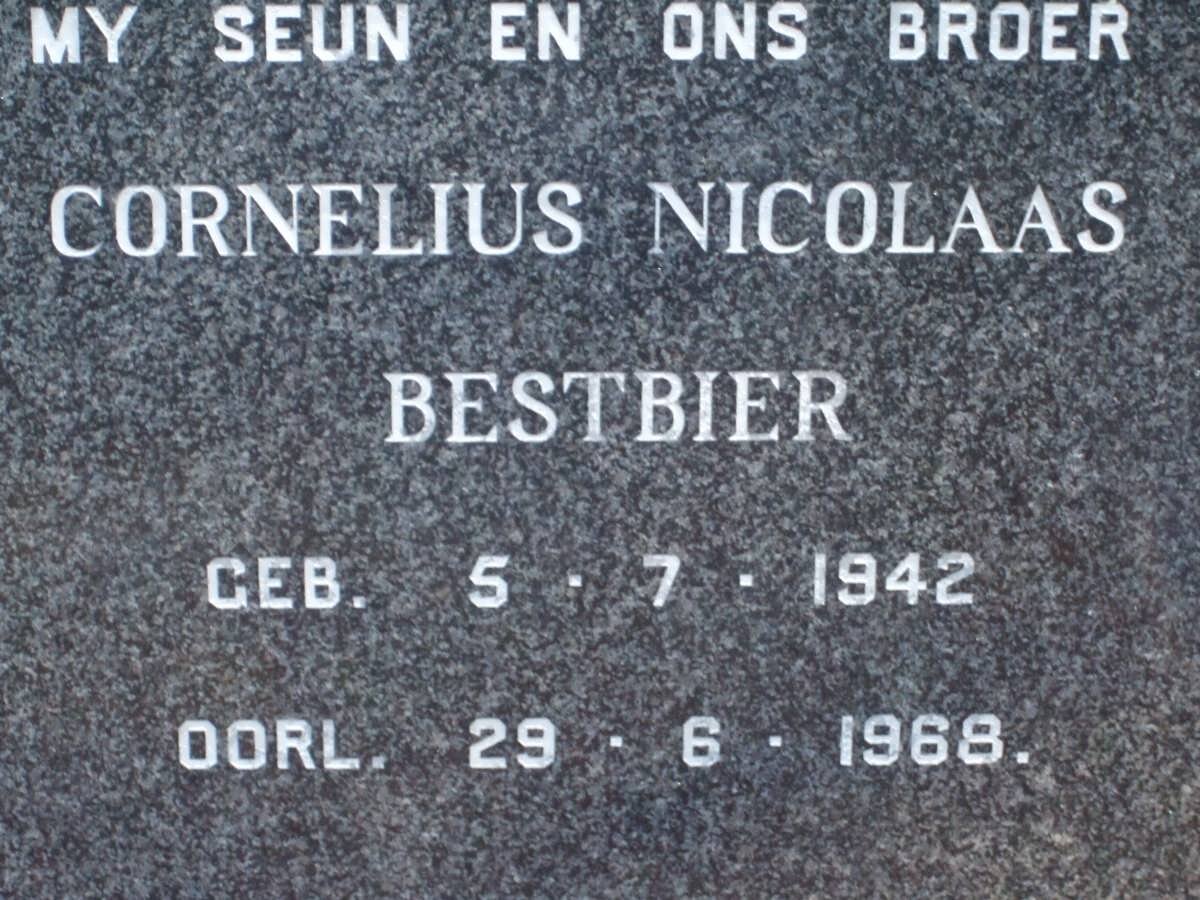 MY SEUN EN ONS BROER
CORNELIUS NICOLAAS
BESTBIER
GEB. 5 · 7 · 1942
OORL. 29 · 6 · 1968.